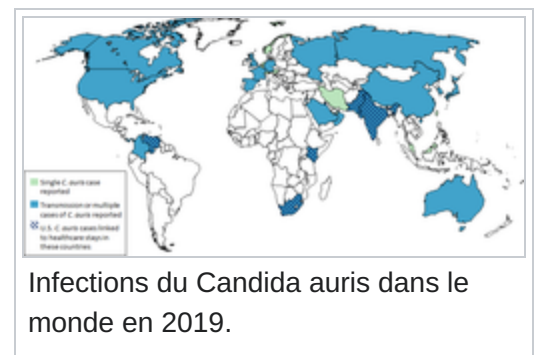 Single C. auris case
reported
Transmission or multiple
cases of C. auris reported
U.S. C. auris cases linked
to healthcare stays in
these countries
Infections du Candida auris dans le
monde en 2019.